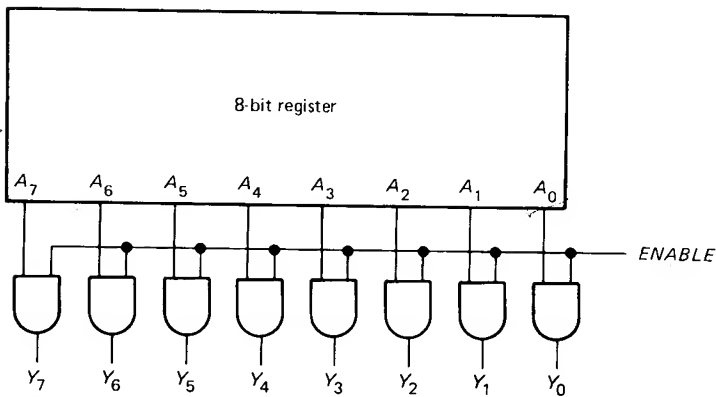 8-bit register
A7 A6 A5 A4 A3 A2 A1 A0
ENABLE
Y7 Y6 Y5 Y4 Y3 Y2 Y1 Y0